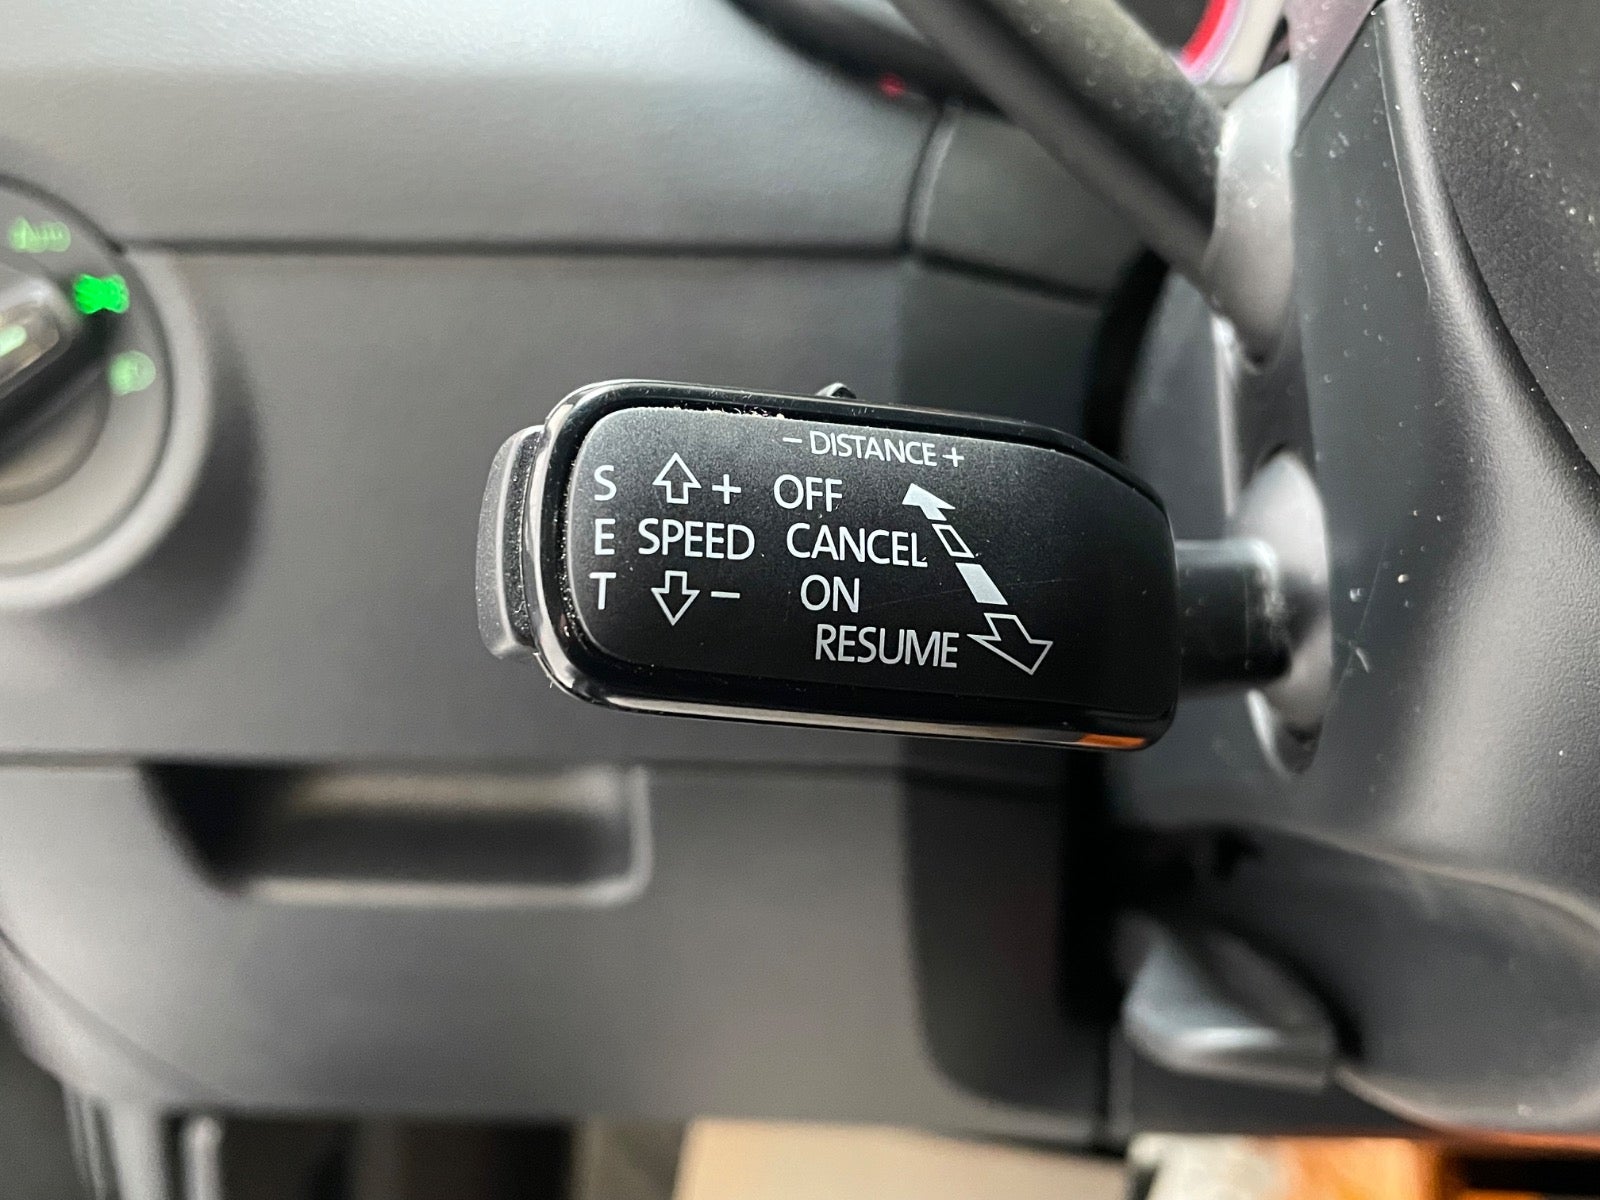 − DISTANCE +
S + OFF
E SPEED CANCEL
T − ON
RESUME